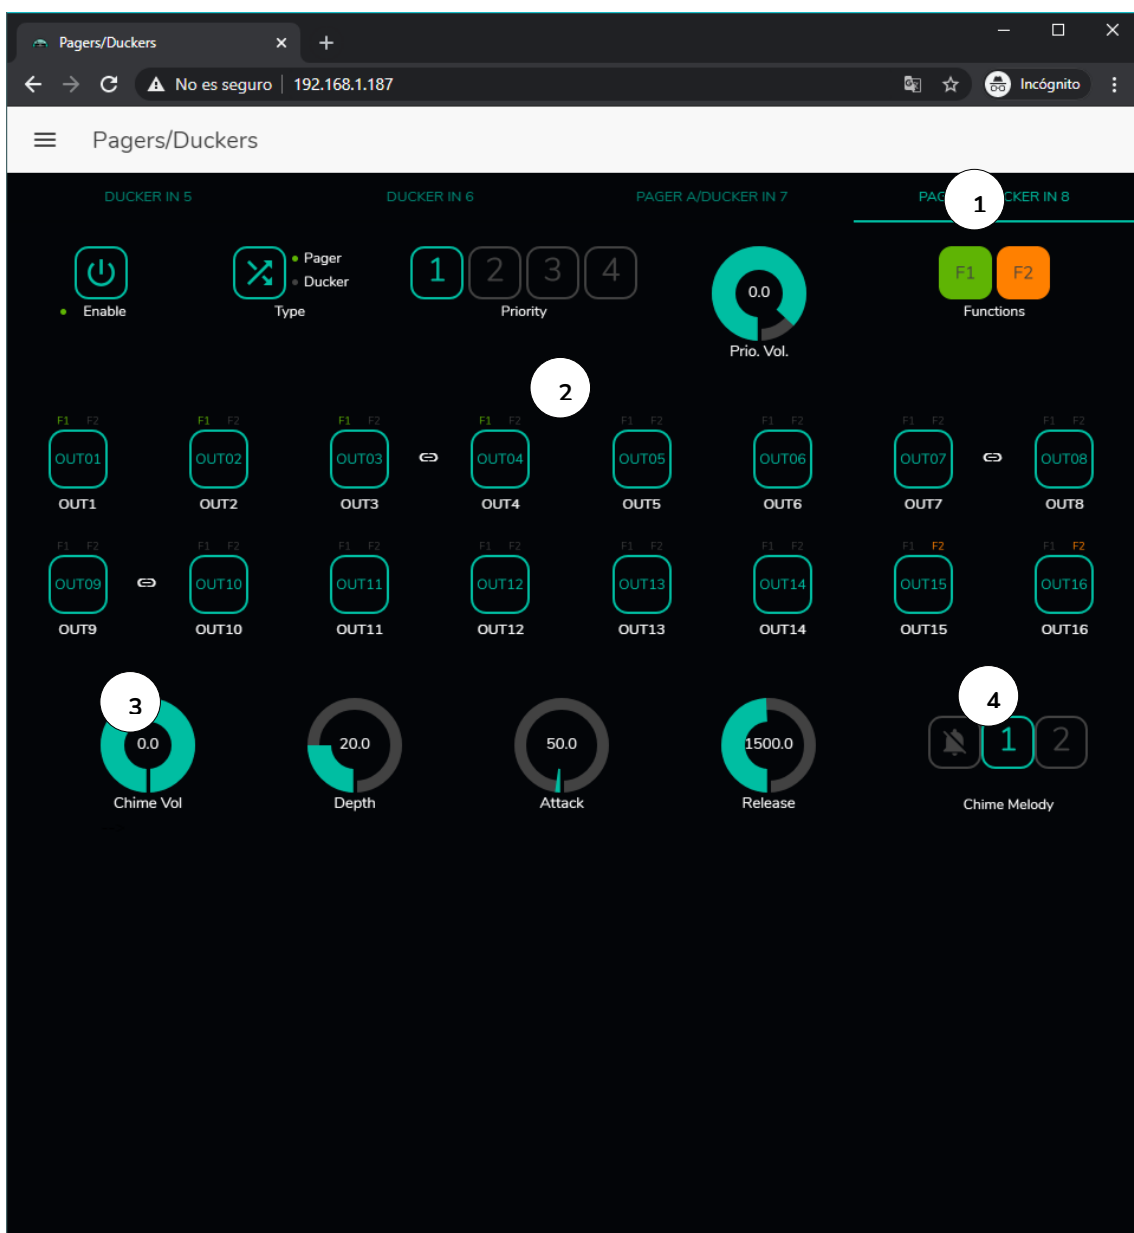 Pagers/Duckers
No es seguro | 192.168.1.187
Incógnito
Pagers/Duckers
DUCKER IN 5 DUCKER IN 6 PAGER A/DUCKER IN 7 PAG 1 CKER IN 8
Pager
Ducker
1 2 3 4
0.0
F1 F2
Enable Type Priority Functions
Prio. Vol.
2
F1 F2 F1 F2 F1 F2 F1 F2 F1 F2 F1 F2 F1 F2 F1 F2
OUT01 OUT02 OUT03 OUT04 OUT05 OUT06 OUT07 OUT08
OUT1 OUT2 OUT3 OUT4 OUT5 OUT6 OUT7 OUT8
F1 F2 F1 F2 F1 F2 F1 F2 F1 F2 F1 F2 F1 F2 F1 F2
OUT09 OUT10 OUT11 OUT12 OUT13 OUT14 OUT15 OUT16
OUT9 OUT10 OUT11 OUT12 OUT13 OUT14 OUT15 OUT16
3 4
0.0 20.0 50.0 1500.0 1 2
Chime Vol Depth Attack Release Chime Melody